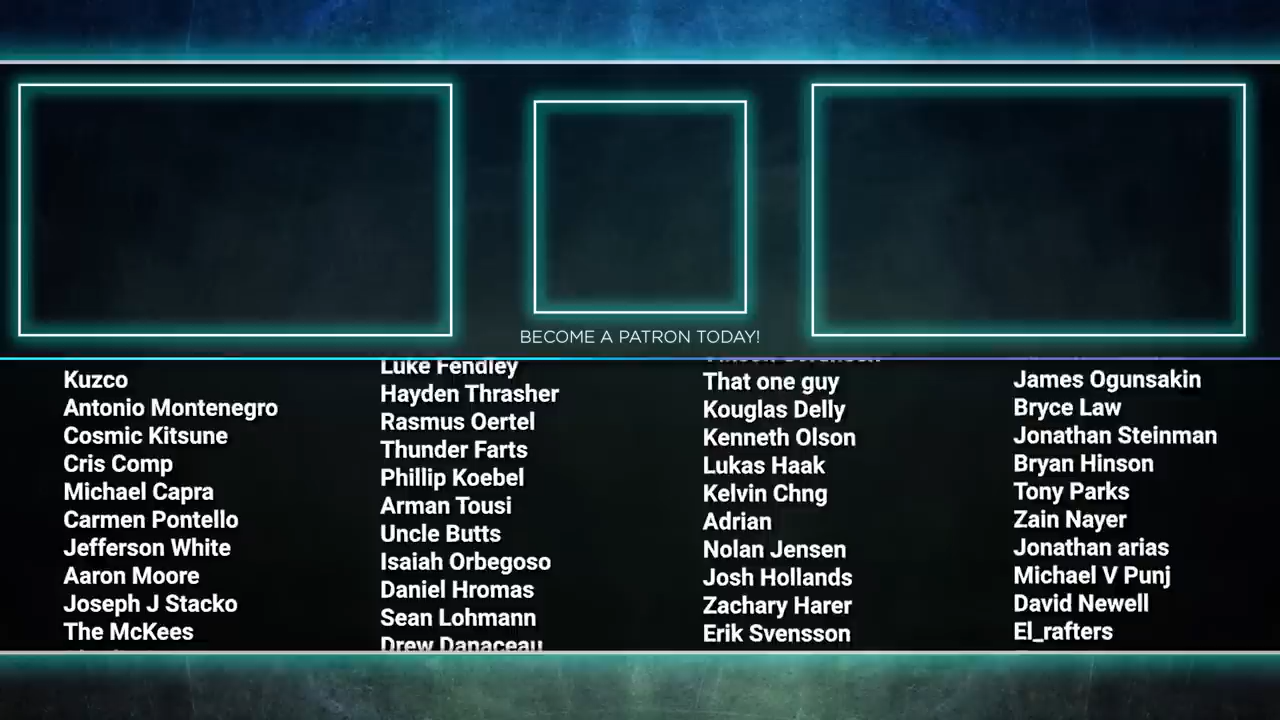 BECOME A PATRON TODAY!
Kuzco
Antonio Montenegro
Cosmic Kitsune
Cris Comp
Michael Capra
Carmen Pontello
Jefferson White
Aaron Moore
Joseph J Stacko
The McKees
Luke Fendley
Hayden Thrasher
Rasmus Oertel
Thunder Farts
Phillip Koebel
Arman Tousi
Uncle Butts
Isaiah Orbegoso
Daniel Hromas
Sean Lohmann
Drew Danaceau
That one guy
Kouglas Delly
Kenneth Olson
Lukas Haak
Kelvin Chng
Adrian
Nolan Jensen
Josh Hollands
Zachary Harer
Erik Svensson
James Ogunsakin
Bryce Law
Jonathan Steinman
Bryan Hinson
Tony Parks
Zain Nayer
Jonathan arias
Michael V Punj
David Newell
El_rafters